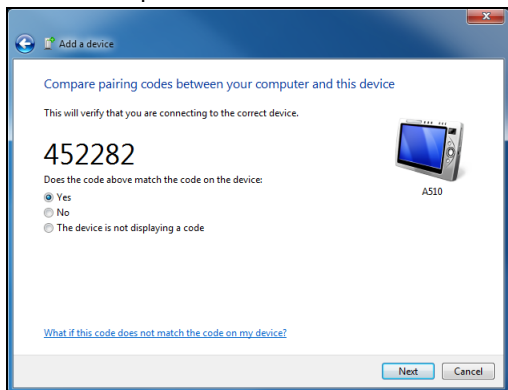 Add a device
Compare pairing codes between your computer and this device
This will verify that you are connecting to the correct device.
452282
Does the code above match the code on the device:
A510
Yes
No
The device is not displaying a code
What if this code does not match the code on my device?
Next Cancel